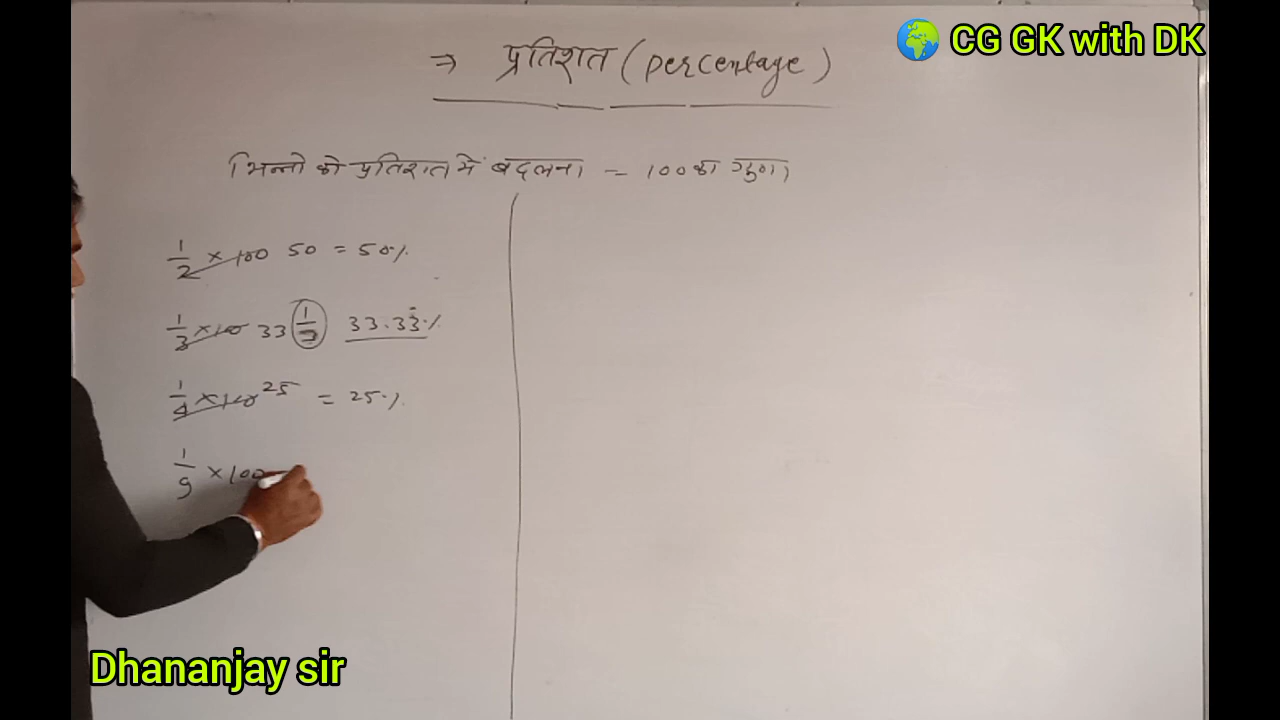 CG GK with DK
⇒ प्रतिशत (percentage)
भिन्नो को प्रतिशत में बदलना = 100 का गुणा
1/2 × 100 50 = 50%
1/3 × 100 33 1/3 33.33%
1/4 × 100 25 = 25%
1/5 × 100
Dhananjay sir